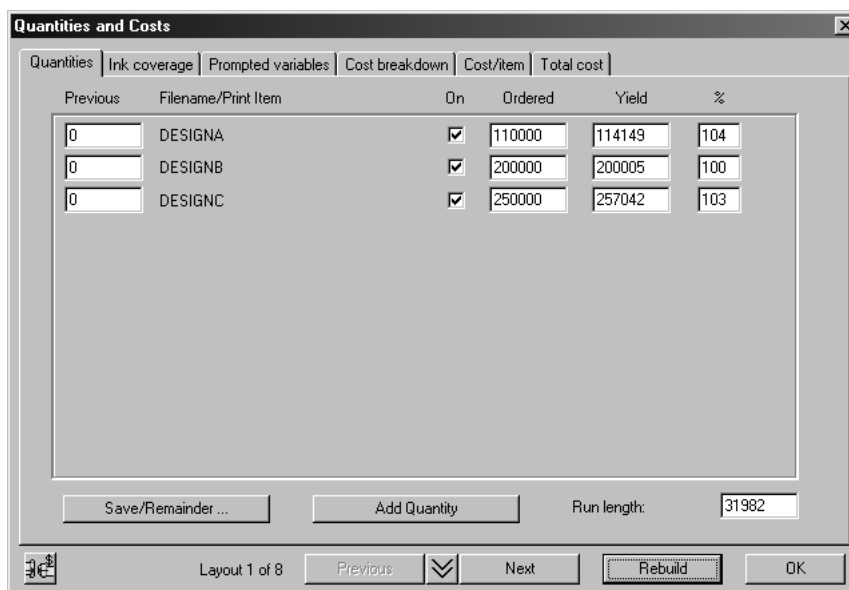 Quantities and Costs
Quantities Ink coverage Prompted variables Cost breakdown Cost/item Total cost
Previous Filename/Print Item On Ordered Yield %
0 DESIGNA 110000 114149 104
0 DESIGNB 200000 200005 100
0 DESIGNC 250000 257042 103
Save/Remainder ... Add Quantity Run length: 31982
$ Layout 1 of 8 Previous Next Rebuild OK